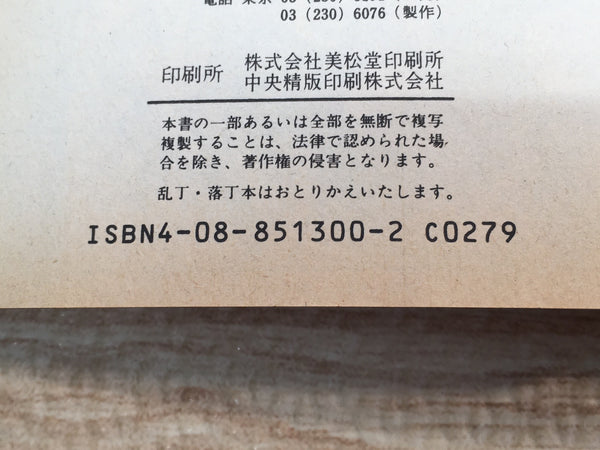 03（230）6076（製作）
印刷所　株式会社美松堂印刷所
中央精版印刷株式会社
本書の一部あるいは全部を無断で複写
複製することは、法律で認められた場
合を除き、著作権の侵害となります。
乱丁・落丁本はおとりかえいたします。
ISBN4-08-851300-2 C0279